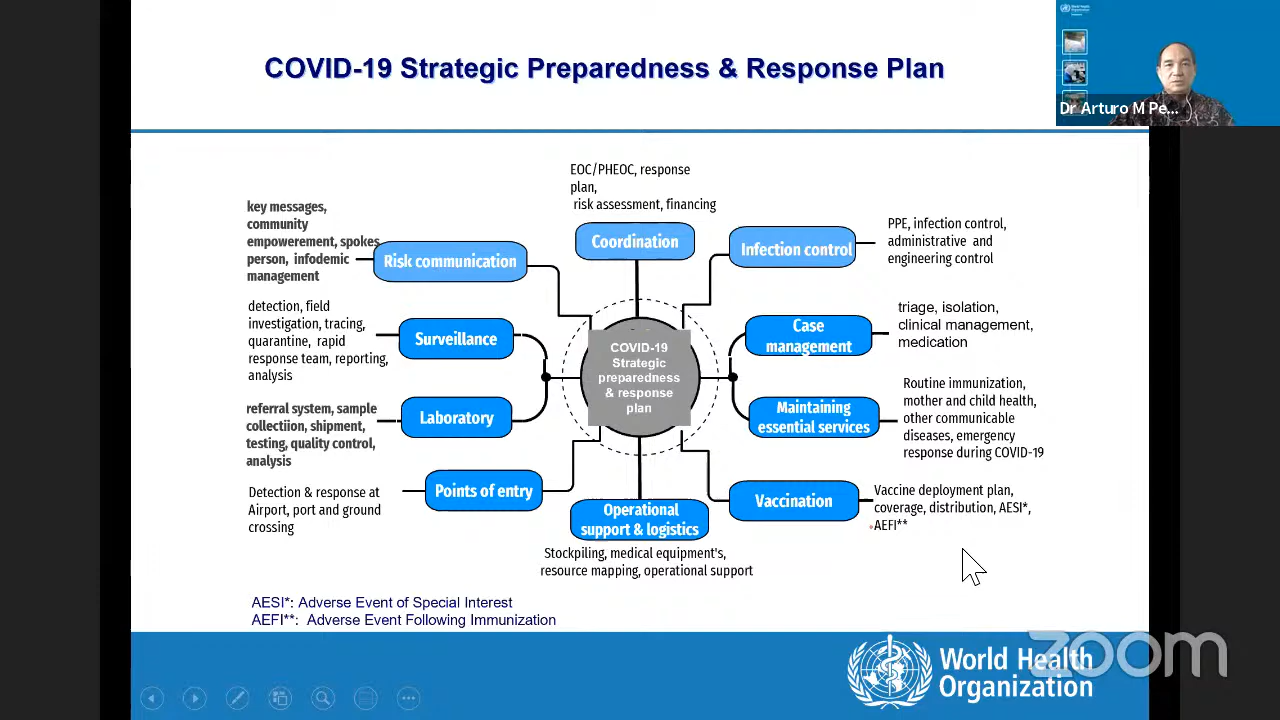 COVID-19 Strategic Preparedness & Response Plan
World Health
Organization
Dr Arturo M Pe...
EOC/PHEOC, response
plan,
risk assessment, financing
Coordination
key messages,
community
empowerement, spokes
person, infodemic
management
Risk communication
Infection control
PPE, infection control,
administrative and
engineering control
detection, field
investigation, tracing,
quarantine, rapid
response team, reporting,
analysis
Surveillance
COVID-19
Strategic
preparedness
& response
plan
Case
management
triage, isolation,
clinical management,
medication
referral system, sample
collectiion, shipment,
testing, quality control,
analysis
Laboratory
Maintaining
essential services
Routine immunization,
mother and child health,
other communicable
diseases, emergency
response during COVID-19
Detection & response at
Airport, port and ground
crossing
Points of entry
Operational
support & logistics
Stockpiling, medical equipment's,
resource mapping, operational support
Vaccination
Vaccine deployment plan,
coverage, distribution, AESI*,
AEFI**
AESI*: Adverse Event of Special Interest
AEFI**: Adverse Event Following Immunization
World Health
Organization
zoom